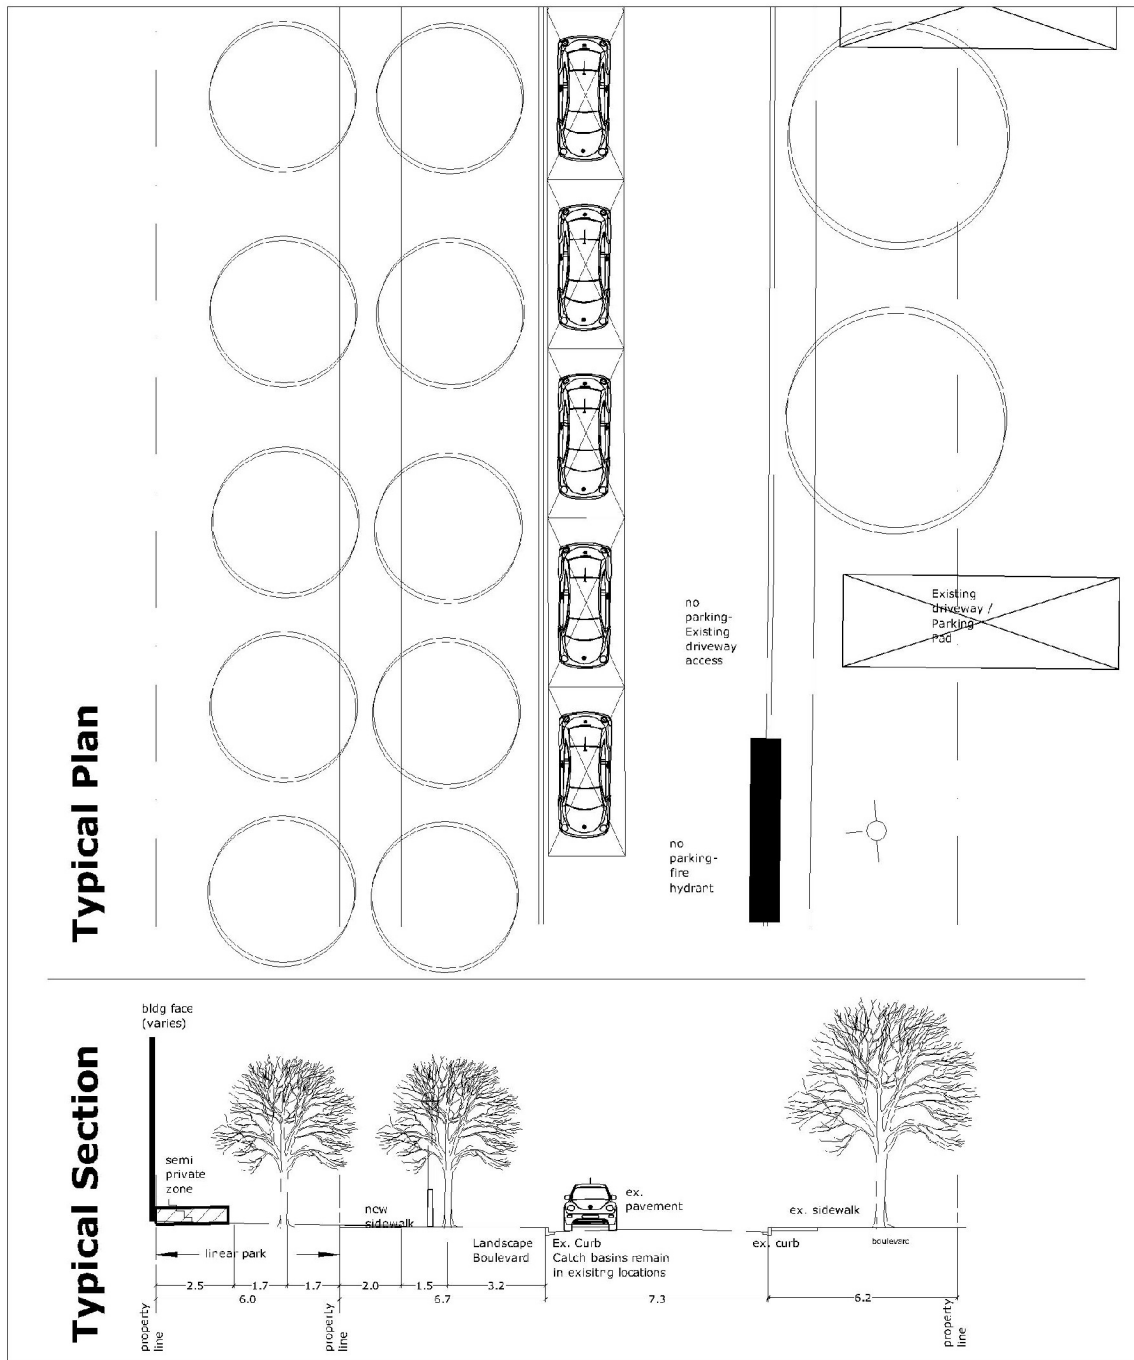 no
parking-
Existing
driveway
access
Existing
driveway /
Parking
Pad
no
parking-
fire
hydrant
Typical Plan
bldg face
(varies)
semi
private
zone
new
sidewalk
ex.
pavement
ex. sidewalk
linear park
Landscape
Boulevard
Ex. Curb
Catch basins remain
in exisitng locations
ex. curb
boulevard
2.5
1.7
1.7
2.0
1.5
3.2
6.0
6.7
7.3
6.2
property
line
property
line
property
line
Typical Section